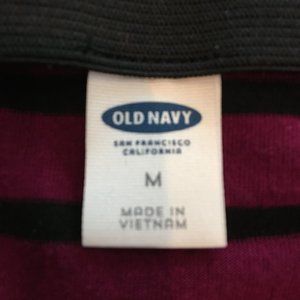 OLD NAVY
SAN FRANCISCO
CALIFORNIA
M
MADE IN
VIETNAM